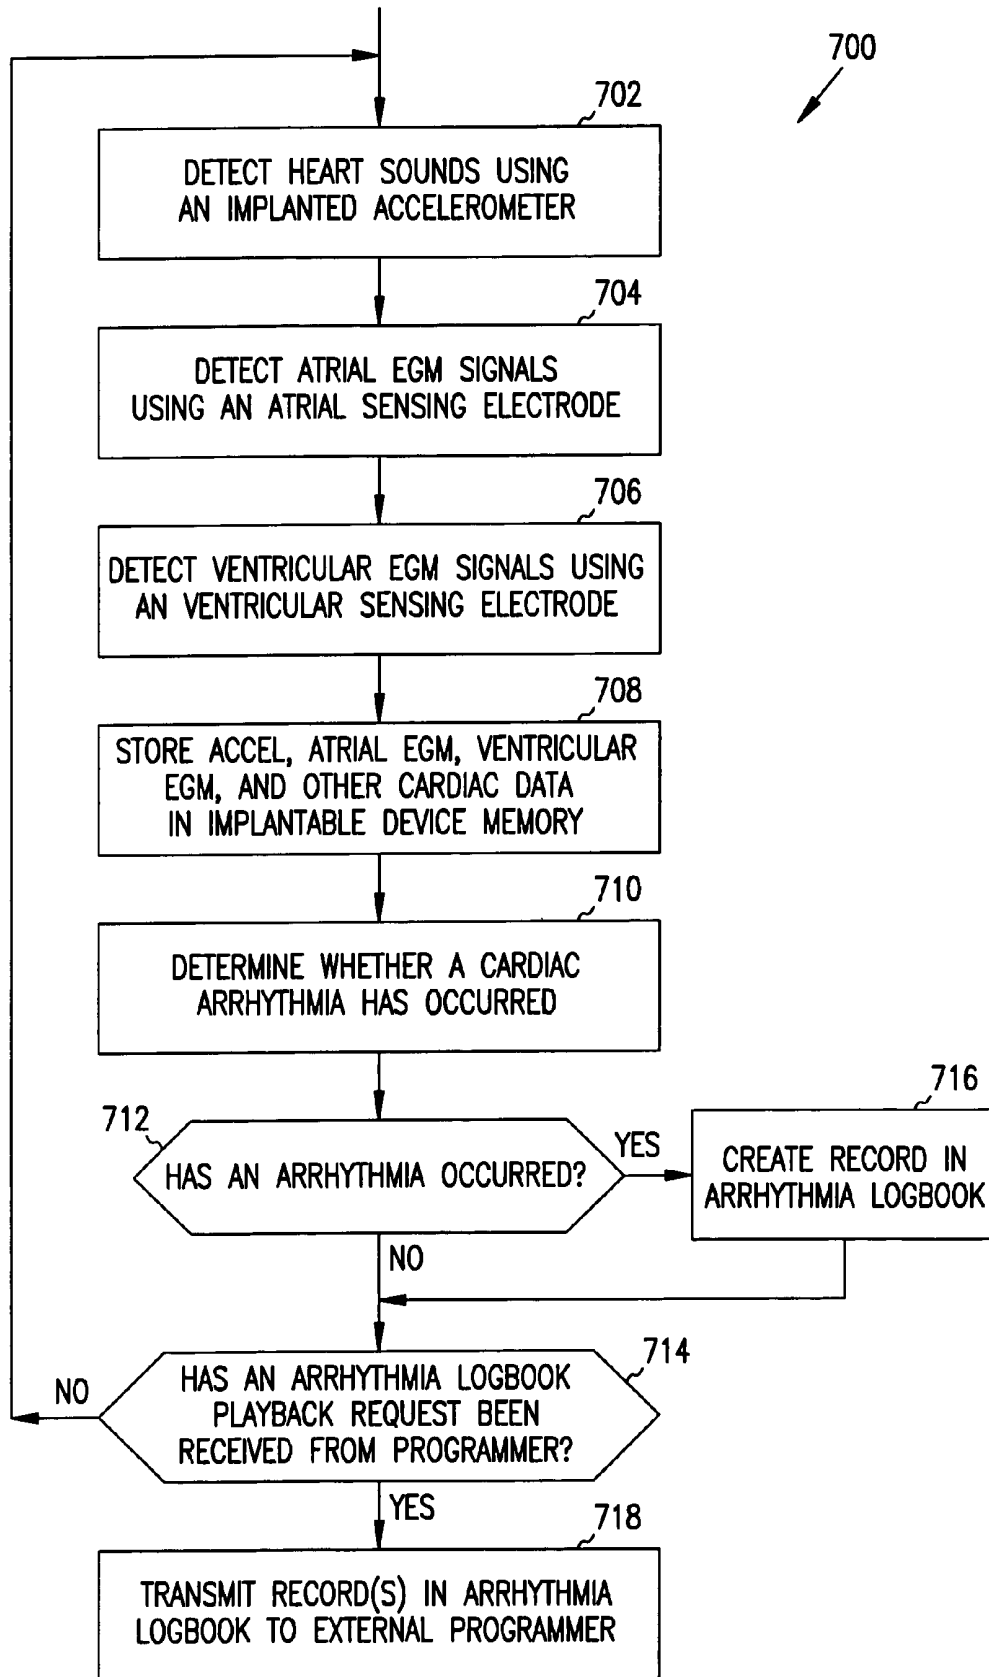 700
702
DETECT HEART SOUNDS USING
AN IMPLANTED ACCELEROMETER
704
DETECT ATRIAL EGM SIGNALS
USING AN ATRIAL SENSING ELECTRODE
706
DETECT VENTRICULAR EGM SIGNALS USING
AN VENTRICULAR SENSING ELECTRODE
708
STORE ACCEL, ATRIAL EGM, VENTRICULAR
EGM, AND OTHER CARDIAC DATA
IN IMPLANTABLE DEVICE MEMORY
710
DETERMINE WHETHER A CARDIAC
ARRHYTHMIA HAS OCCURRED
712
HAS AN ARRHYTHMIA OCCURRED?
YES
716
CREATE RECORD IN
ARRHYTHMIA LOGBOOK
NO
714
HAS AN ARRHYTHMIA LOGBOOK
PLAYBACK REQUEST BEEN
RECEIVED FROM PROGRAMMER?
NO
YES
718
TRANSMIT RECORD(S) IN ARRHYTHMIA
LOGBOOK TO EXTERNAL PROGRAMMER